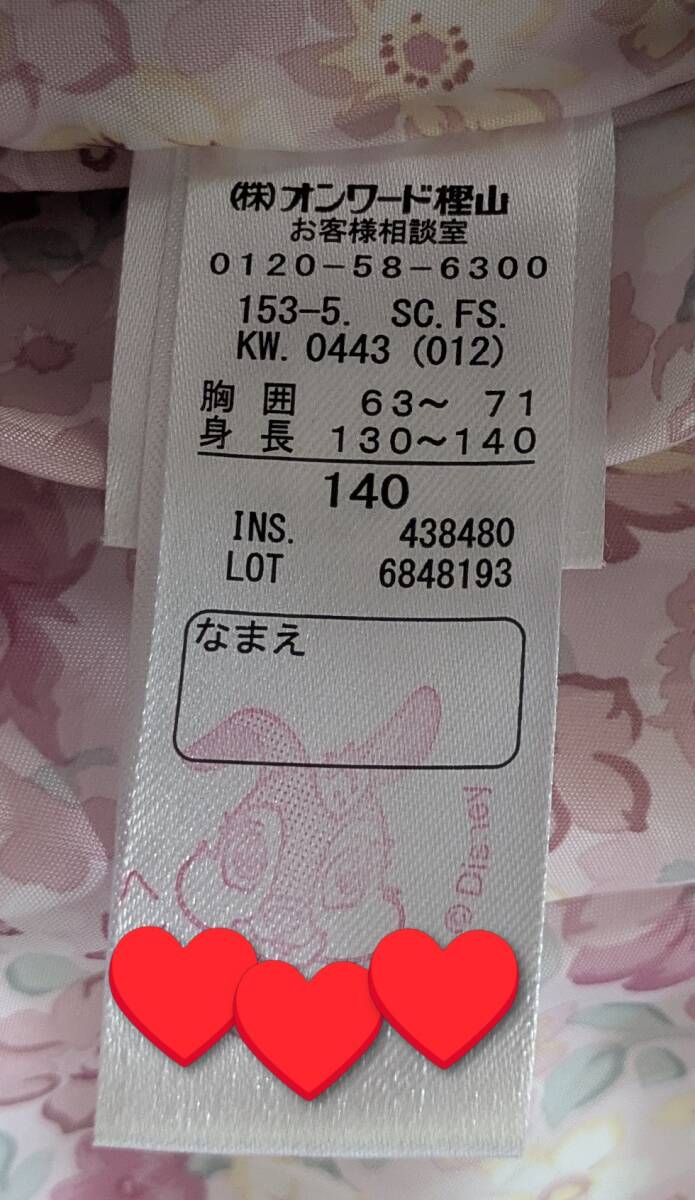 (株)オンワード樫山
お客様相談室
0120-58-6300
153-5. SC.FS.
KW. 0443 (012)
胸囲 63～ 71
身長 130～140
140
INS. 438480
LOT 6848193
なまえ
© Disney